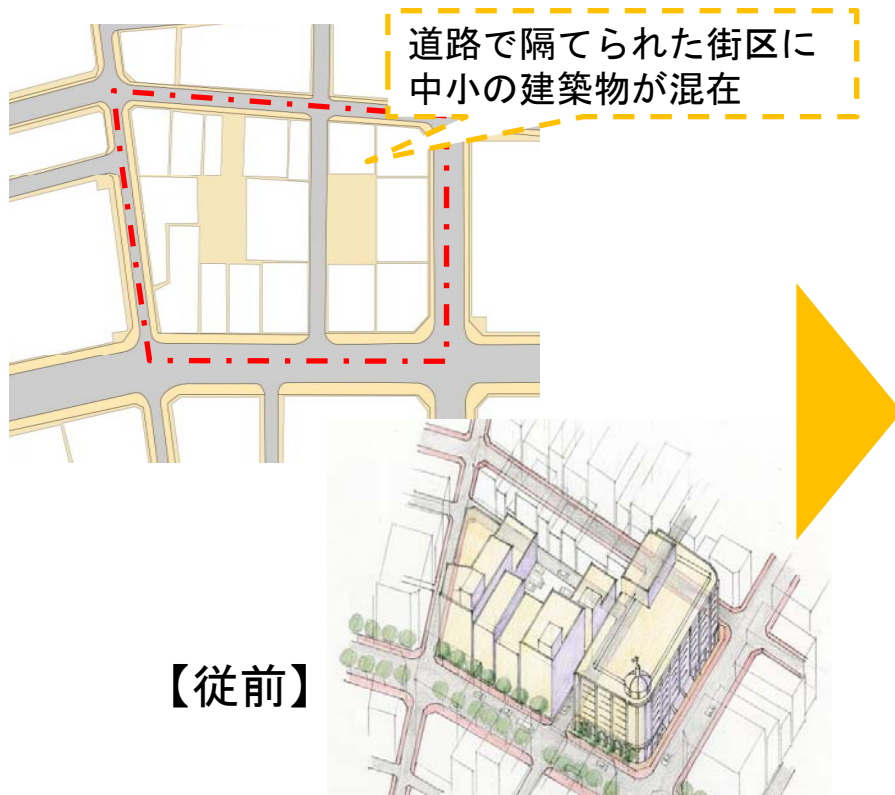 道路で隔てられた街区に
中小の建築物が混在
【従前】